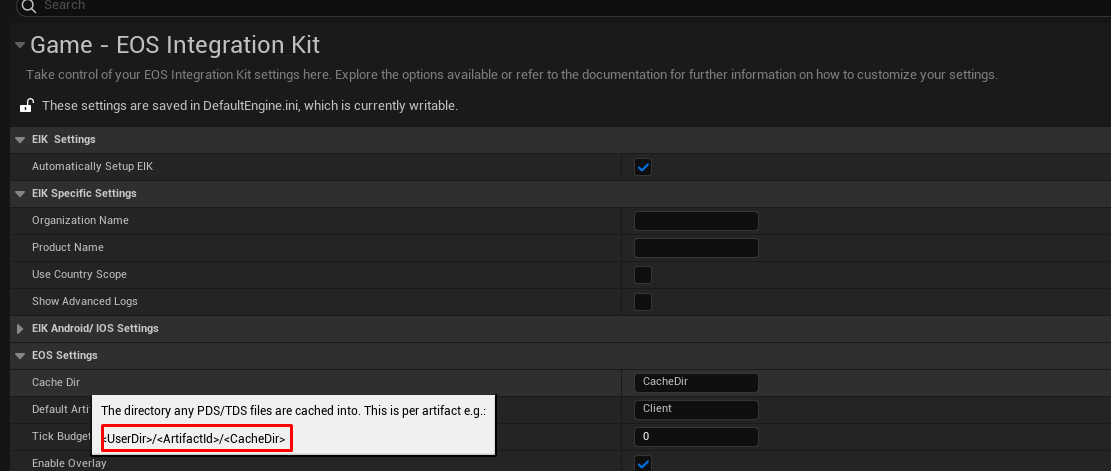 Search
Game - EOS Integration Kit
Take control of your EOS Integration Kit settings here. Explore the options available or refer to the documentation for further information on how to customize your settings.
These settings are saved in DefaultEngine.ini, which is currently writable.
EIK Settings
Automatically Setup EIK
EIK Specific Settings
Organization Name
Product Name
Use Country Scope
Show Advanced Logs
EIK Android/ IOS Settings
EOS Settings
Cache Dir CacheDir
Default Arti Client
The directory any PDS/TDS files are cached into. This is per artifact e.g.:
<UserDir>/<ArtifactId>/<CacheDir>
Tick Budget 0
Enable Overlay